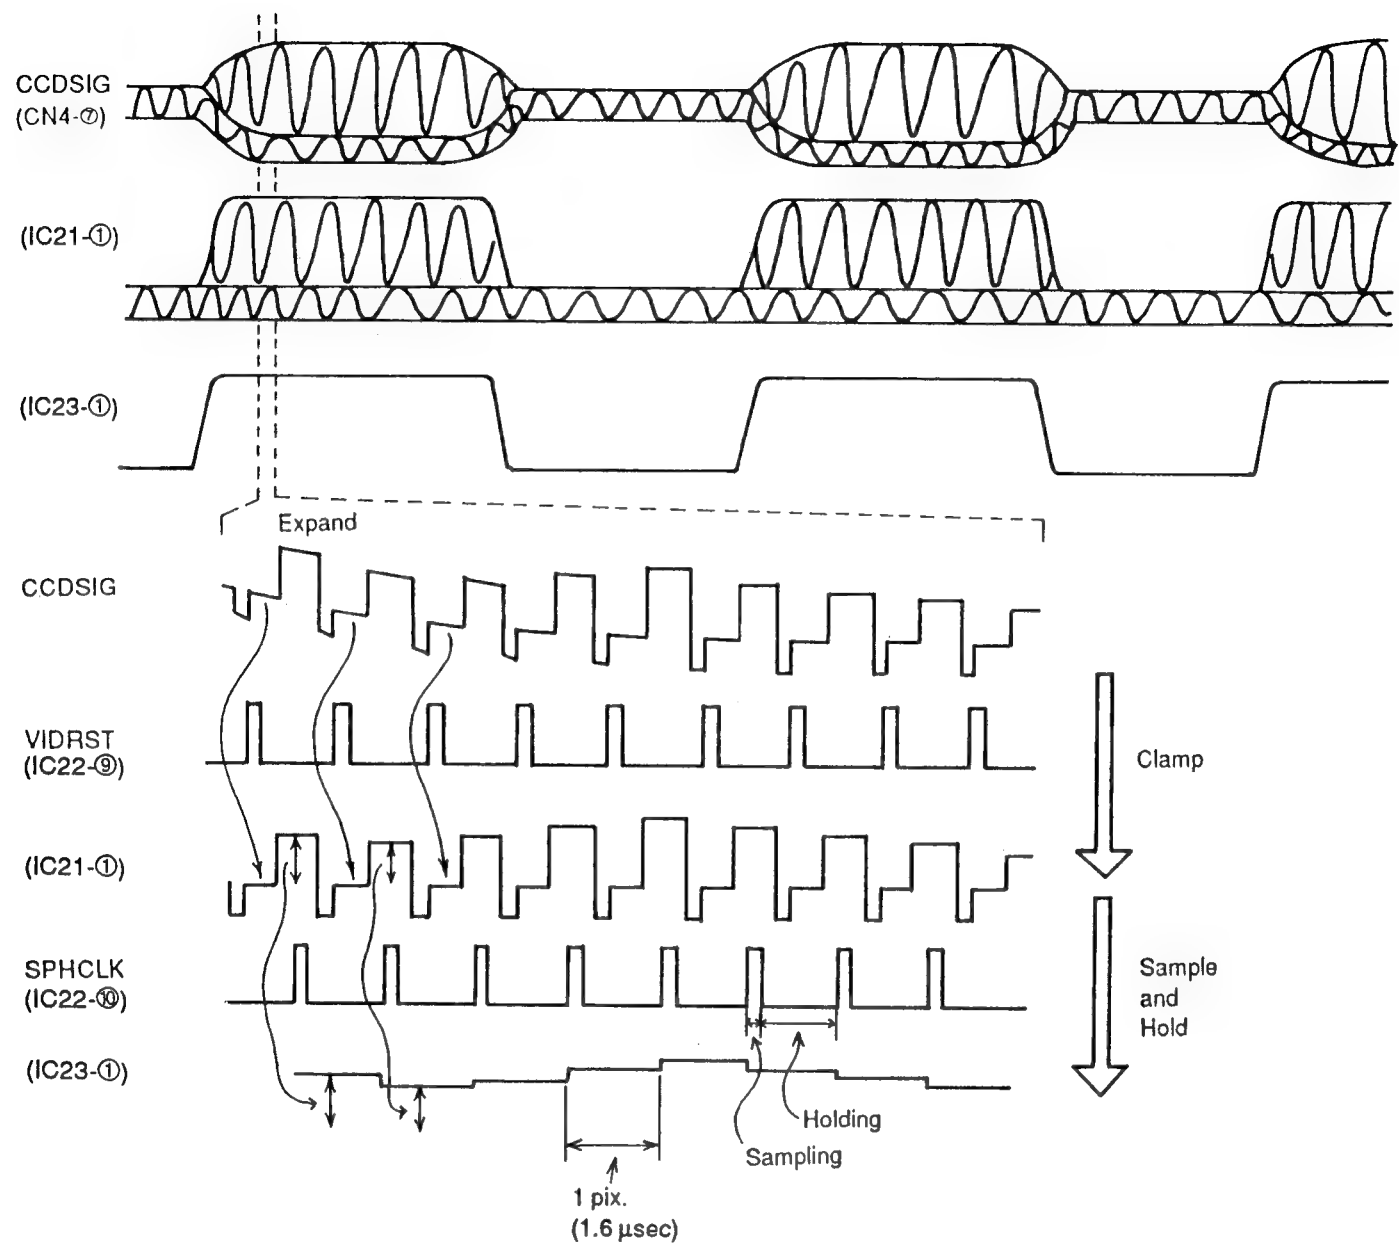 CCDSIG
(CN4-⑦)
(IC21-①)
(IC23-①)
Expand
CCDSIG
VIDRST
(IC22-⑨)
Clamp
(IC21-①)
SPHCLK
(IC22-⑩)
Sample
and
Hold
(IC23-①)
Holding
Sampling
1 pix.
(1.6 μsec)